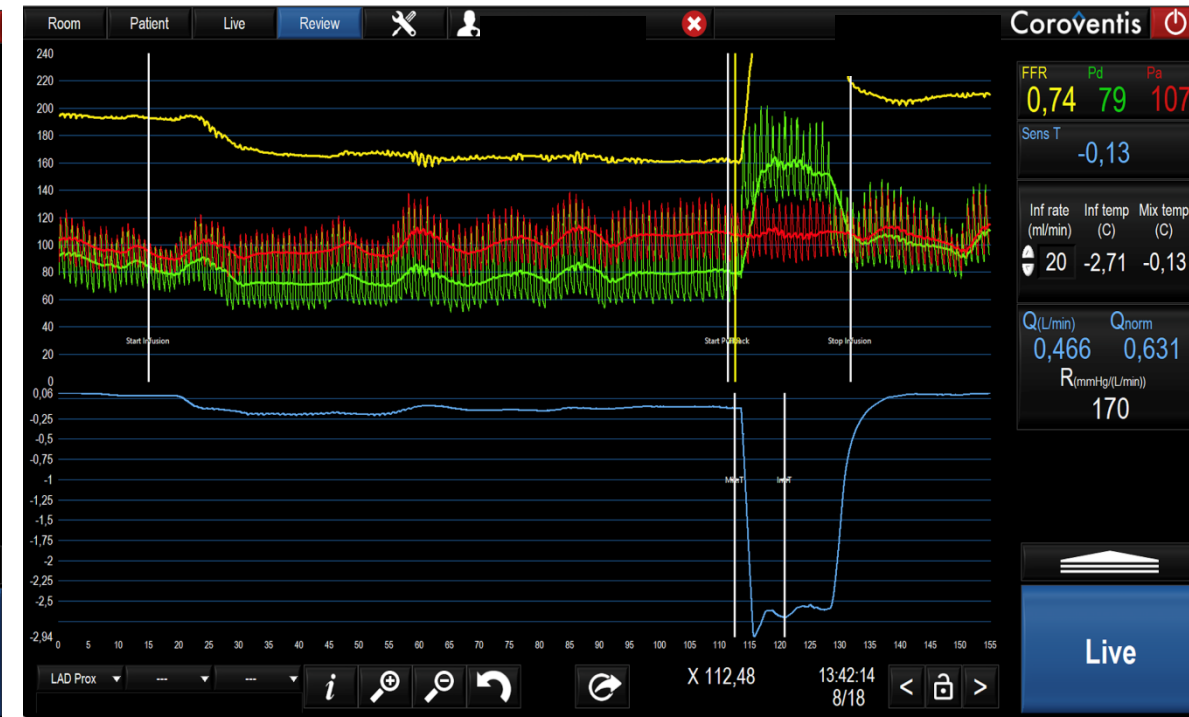 Room Patient Live Review Coroventis
240
220
200
180
160
140
120
100
80
60
40
20
0
Start Infusion
Stop Infusion
FFR Pd Pa
0,74 79 107
Sens T
-0,13
Inf rate (ml/min) Inf temp (C) Mix temp (C)
20 -2,71 -0,13
Q(L/min) Qnorm
0,466 0,631
R(mmHg/(L/min))
170
0,06
-0,25
-0,5
-0,75
-1
-1,25
-1,5
-1,75
-2
-2,25
-2,5
-2,94
0 5 10 15 20 25 30 35 40 45 50 55 60 65 70 75 80 85 90 95 100 105 110 115 120 125 130 135 140 145 150 155
LAD Prox --- --- i X 112,48 13:42:14 < >
8/18
Live